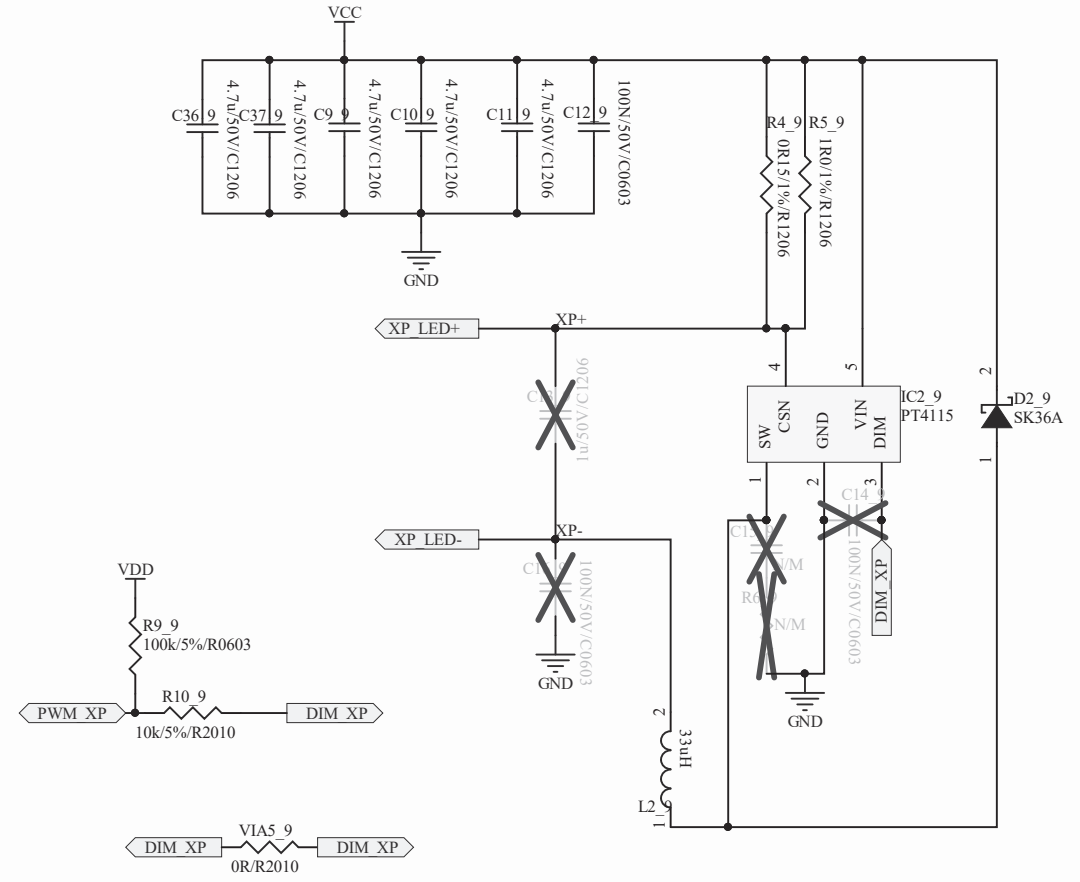 VCC
C36_9
4.7u/50V/C1206
C37_9
4.7u/50V/C1206
C9_9
4.7u/50V/C1206
C10_9
4.7u/50V/C1206
C11_9
4.7u/50V/C1206
C12_9
100N/50V/C0603
R4_9
0R15/1%/R1206
R5_9
1R0/1%/R1206
GND
XP_LED+
XP+
1u/50V/C1206
4
5
2
CSN
VIN
SW
GND
DIM
IC2_9
PT4115
D2_9
SK36A
1
2
3
1
C14_9
100N/50V/C0603
DIM_XP
N/M
N/M
GND
XP_LED-
XP-
100N/50V/C0603
GND
VDD
R9_9
100k/5%/R0603
PWM_XP
R10_9
10k/5%/R2010
DIM_XP
2
33uH
L2_9
1
DIM_XP
VIA5_9
0R/R2010
DIM_XP